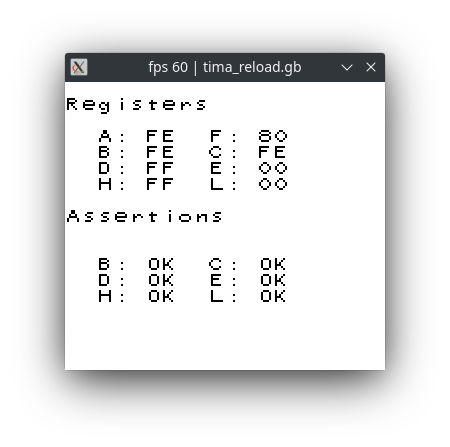 fps 60 | tima_reload.gb
Registers
A: FE F: 80
B: FE C: FE
D: FF E: 00
H: FF L: 00
Assertions
B: OK C: OK
D: OK E: OK
H: OK L: OK